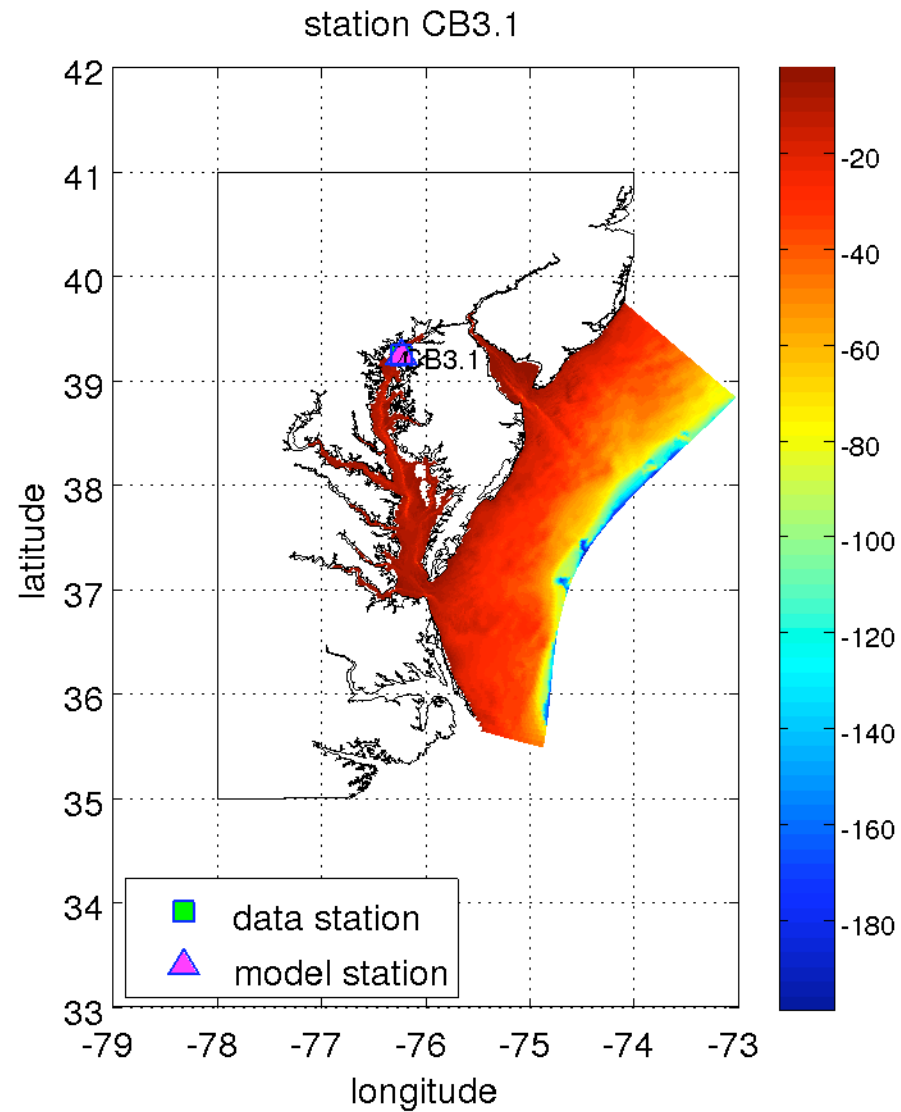 station CB3.1
42
41
40
39
38
37
36
35
34
33
-79 -78 -77 -76 -75 -74 -73
latitude
longitude
CB3.1
data station
model station
-20
-40
-60
-80
-100
-120
-140
-160
-180